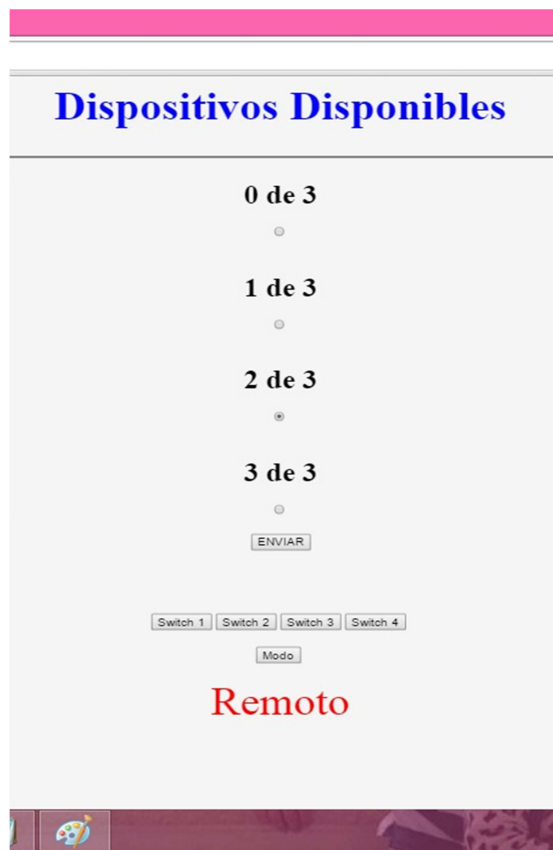 Dispositivos Disponibles
0 de 3
1 de 3
2 de 3
3 de 3
ENVIAR
Switch 1 Switch 2 Switch 3 Switch 4
Modo
Remoto